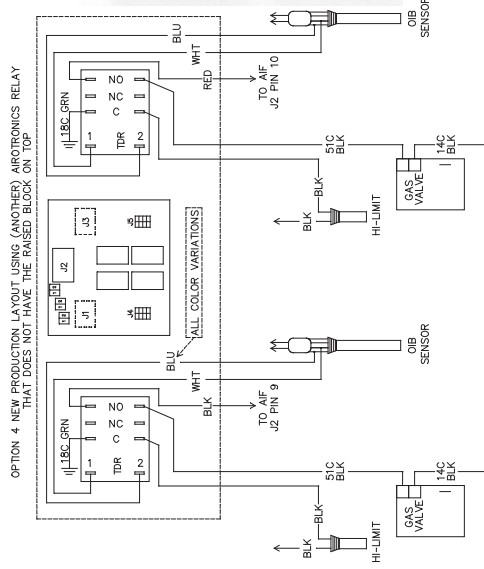 OPTION 4 NEW PRODUCTION LAYOUT USING (ANOTHER) AIROTRONICS RELAY
THAT DOES NOT HAVE THE RAISED BLOCK ON TOP
BLU
WHT
RED
TO AIF
J2 PIN 10
OIB
SENSOR
18C GRN
NO
NC
C
1
TDR
2
51C
BLK
14C
BLK
BLK
BLK
HI-LIMIT
GAS
VALVE
J3
J2
J1
J5
J4
ALL COLOR VARIATIONS
BLU
WHT
BLK
TO AIF
J2 PIN 9
OIB
SENSOR
18C GRN
NO
NC
C
1
TDR
2
51C
BLK
14C
BLK
BLK
BLK
HI-LIMIT
GAS
VALVE